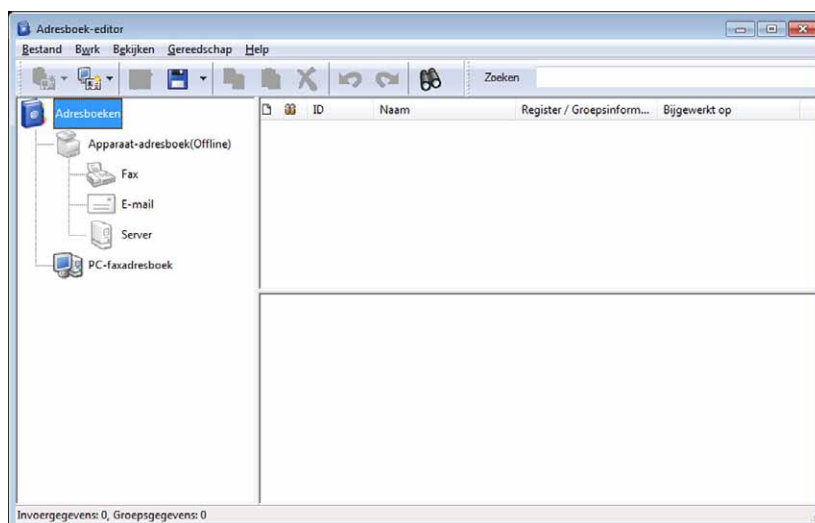 Adresboek-editor
Bestand Bwrk Bekijken Gereedschap Help
Zoeken
Adresboeken
ID Naam Register / Groepsinform... Bijgewerkt op
Apparaat-adresboek(Offline)
Fax
E-mail
Server
PC-faxadresboek
Invoergegevens: 0, Groepsgegevens: 0